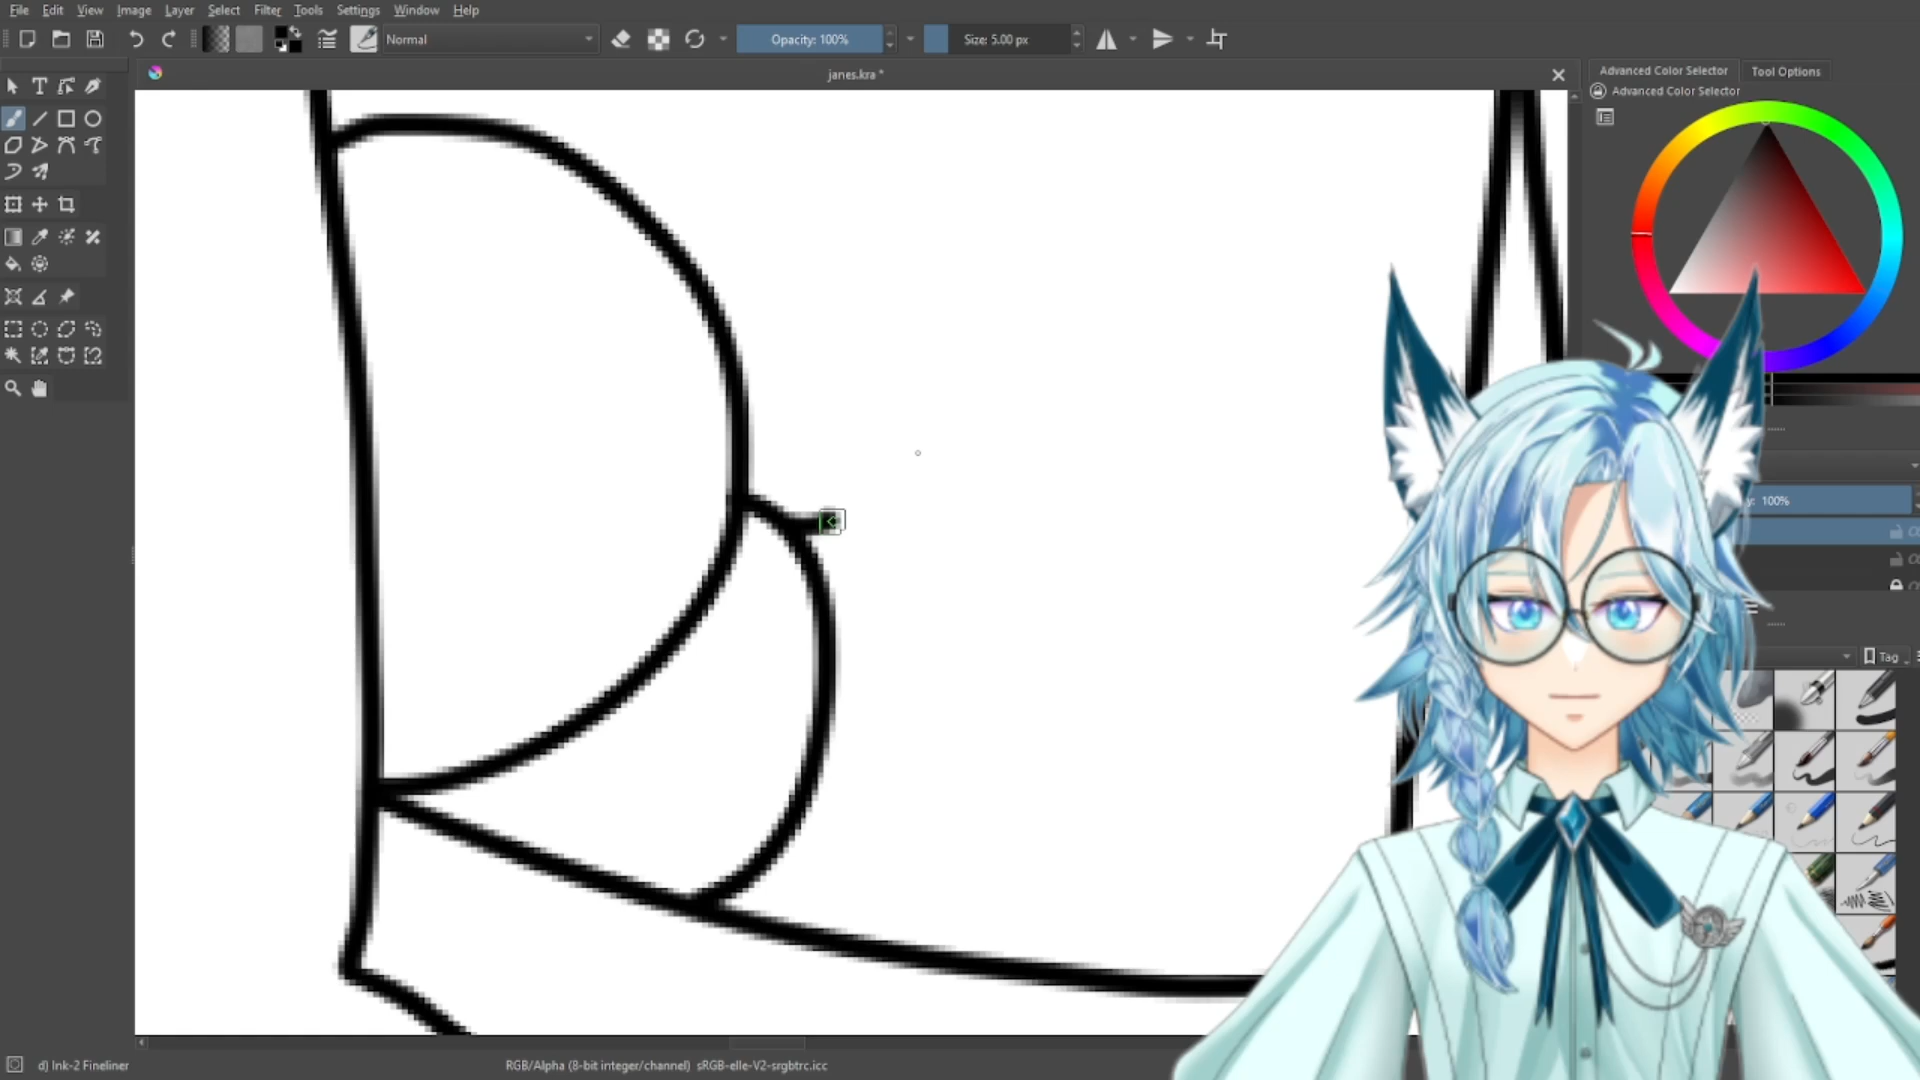 File Edit View Image Layer Select Filter Tools Settings Window Help
Normal
Opacity: 100%
Size: 5.00 px
janes.kra *
Advanced Color Selector
Tool Options
Advanced Color Selector
100%
Tag
d) Ink-2 Fineliner
RGB/Alpha (8-bit integer/channel) sRGB-elle-V2-srgbtrc.icc